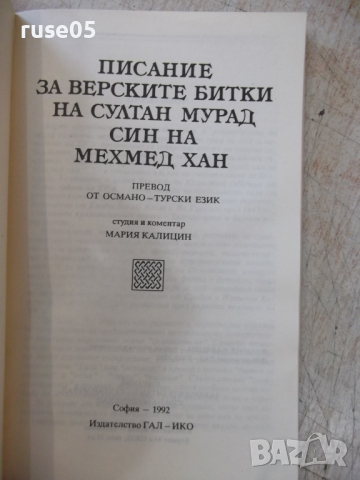 ruse05
ПИСАНИЕ
ЗА ВЕРСКИТЕ БИТКИ
НА СУЛТАН МУРАД
СИН НА
МЕХМЕД ХАН
ПРЕВОД
ОТ ОСМАНО – ТУРСКИ ЕЗИК
студия и коментар
МАРИЯ КАЛИЦИН
София – 1992
Издателство ГАЛ – ИКО
BAZAR